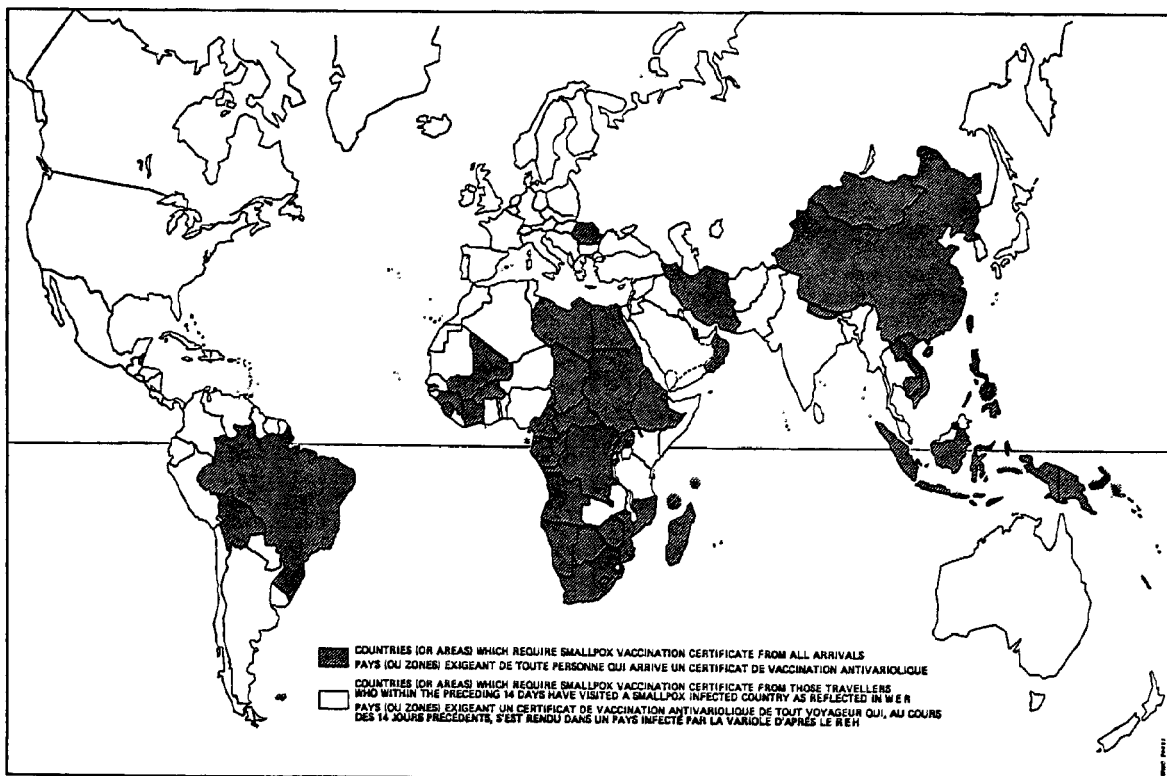 COUNTRIES (OR AREAS) WHICH REQUIRE SMALLPOX VACCINATION CERTIFICATE FROM ALL ARRIVALS
PAYS (OU ZONES) EXIGEANT DE TOUTE PERSONNE QUI ARRIVE UN CERTIFICAT DE VACCINATION ANTIVARIOLIQUE
COUNTRIES (OR AREAS) WHICH REQUIRE SMALLPOX VACCINATION CERTIFICATE FROM THOSE TRAVELLERS
WHO WITHIN THE PRECEDING 14 DAYS HAVE VISITED A SMALLPOX INFECTED COUNTRY AS REFLECTED IN W E R
PAYS (OU ZONES) EXIGEANT UN CERTIFICAT DE VACCINATION ANTIVARIOLIQUE DE TOUT VOYAGEUR QUI, AU COURS
DES 14 JOURS PRÉCÉDENTS, S'EST RENDU DANS UN PAYS INFECTÉ PAR LA VARIOLE D'APRÈS LE REH